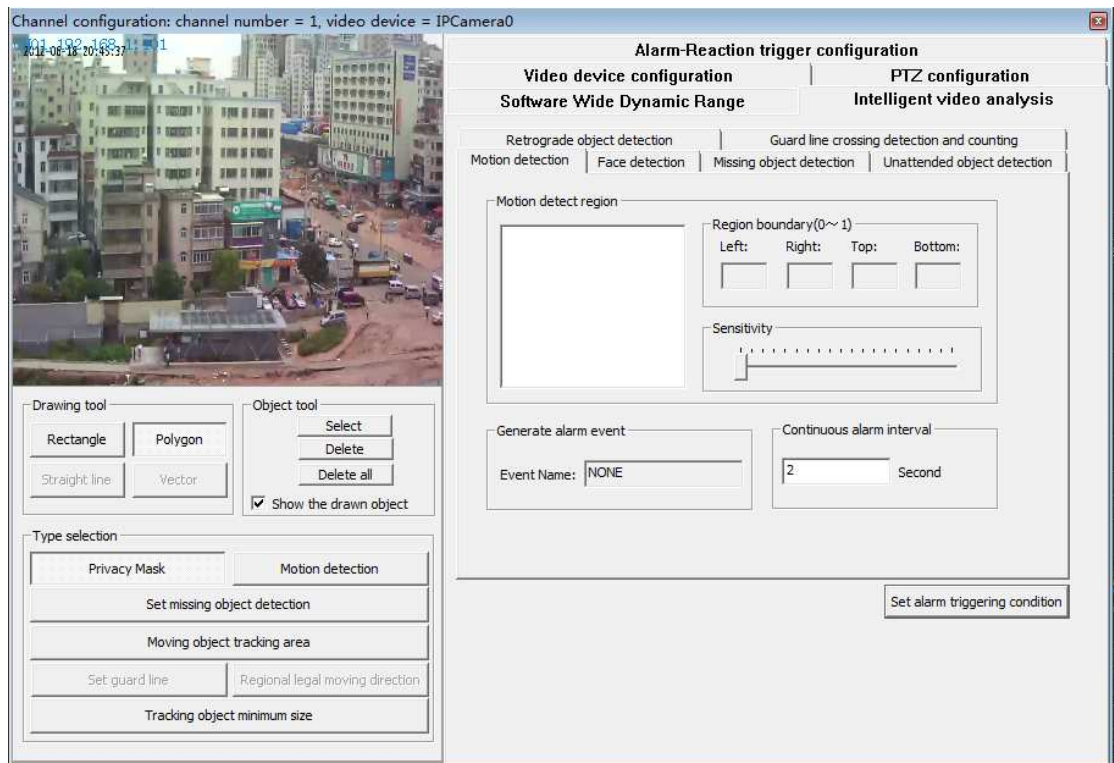 Channel configuration: channel number = 1, video device = IPCamera0
Alarm-Reaction trigger configuration
Video device configuration
PTZ configuration
Software Wide Dynamic Range
Intelligent video analysis
Retrograde object detection
Guard line crossing detection and counting
Motion detection
Face detection
Missing object detection
Unattended object detection
Motion detect region
Region boundary(0～1)
Left: Right: Top: Bottom:
Sensitivity
Generate alarm event
Event Name: NONE
Continuous alarm interval
2 Second
Set alarm triggering condition
Drawing tool
Rectangle
Polygon
Straight line
Vector
Object tool
Select
Delete
Delete all
Show the drawn object
Type selection
Privacy Mask
Motion detection
Set missing object detection
Moving object tracking area
Set guard line
Regional legal moving direction
Tracking object minimum size